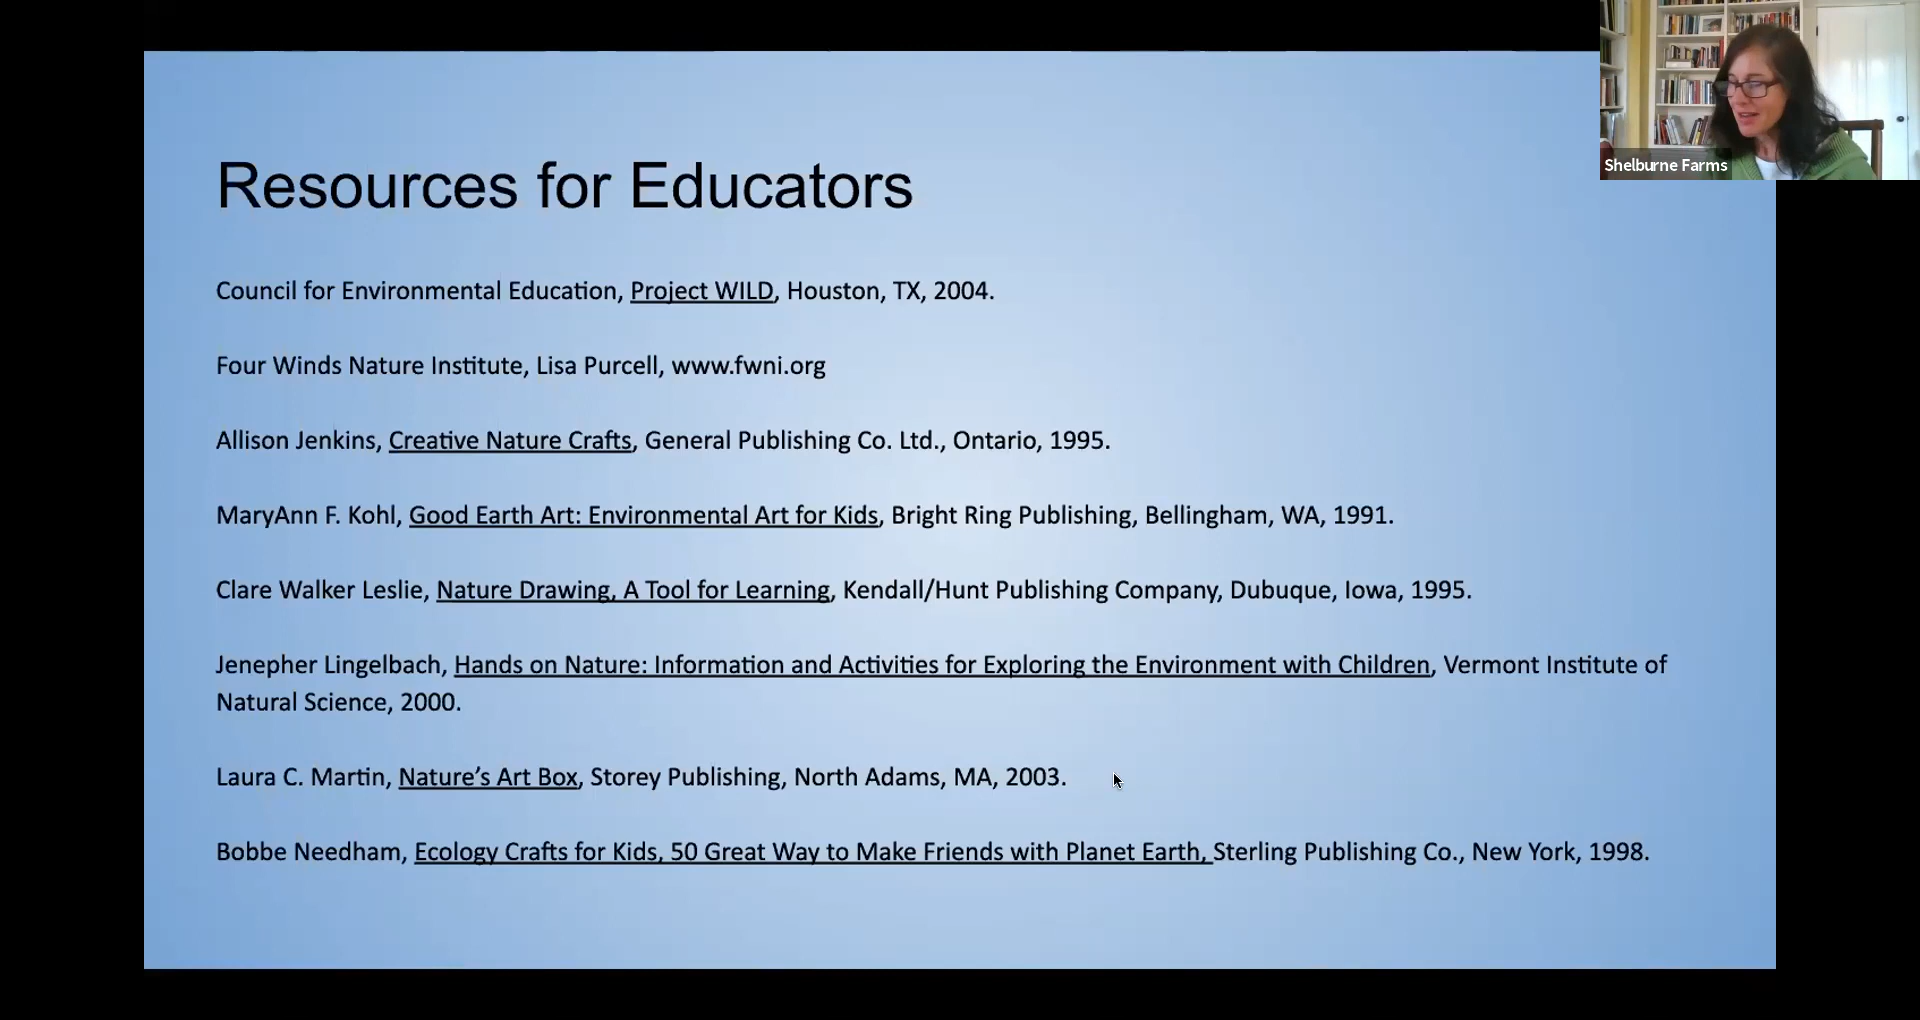 Shelburne Farms
Resources for Educators
Council for Environmental Education, Project WILD, Houston, TX, 2004.
Four Winds Nature Institute, Lisa Purcell, www.fwni.org
Allison Jenkins, Creative Nature Crafts, General Publishing Co. Ltd., Ontario, 1995.
MaryAnn F. Kohl, Good Earth Art: Environmental Art for Kids, Bright Ring Publishing, Bellingham, WA, 1991.
Clare Walker Leslie, Nature Drawing, A Tool for Learning, Kendall/Hunt Publishing Company, Dubuque, Iowa, 1995.
Jenepher Lingelbach, Hands on Nature: Information and Activities for Exploring the Environment with Children, Vermont Institute of
Natural Science, 2000.
Laura C. Martin, Nature’s Art Box, Storey Publishing, North Adams, MA, 2003.
Bobbe Needham, Ecology Crafts for Kids, 50 Great Way to Make Friends with Planet Earth, Sterling Publishing Co., New York, 1998.